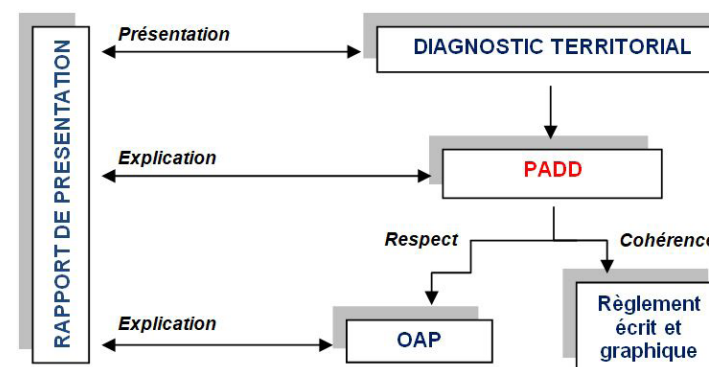 Présentation
DIAGNOSTIC TERRITORIAL
RAPPORT DE PRESENTATION
Explication
PADD
Respect
Cohérence
Explication
OAP
Règlement
écrit et
graphique